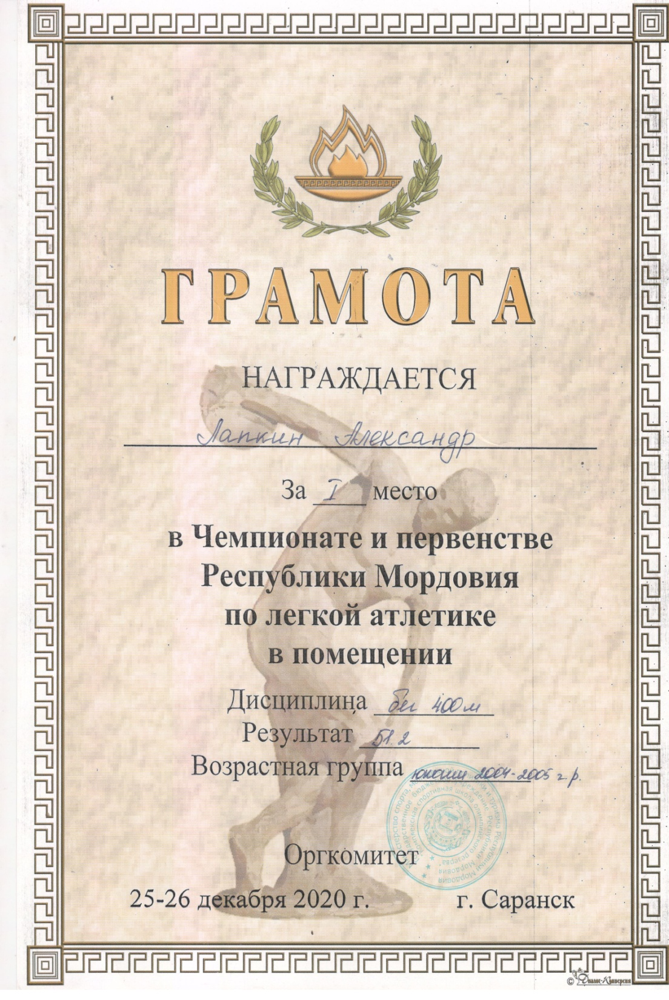 ГРАМОТА
НАГРАЖДАЕТСЯ
Лапкин Александр
За I место
в Чемпионате и первенстве
Республики Мордовия
по легкой атлетике
в помещении
Дисциплина бег 400 м
Результат 51.2
Возрастная группа юноши 2004-2005 г.р.
Оргкомитет
25-26 декабря 2020 г. г. Саранск
© Диалог-Конверсия